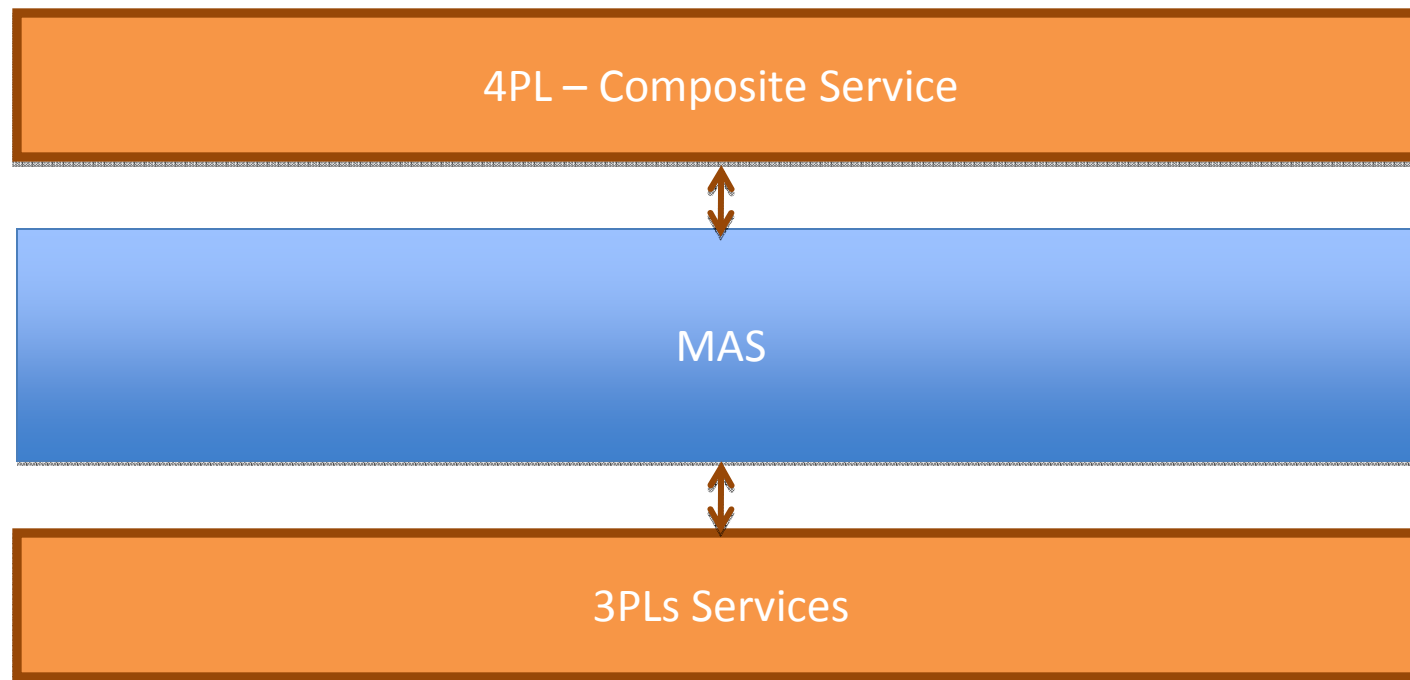 4PL – Composite Service
MAS
3PLs Services